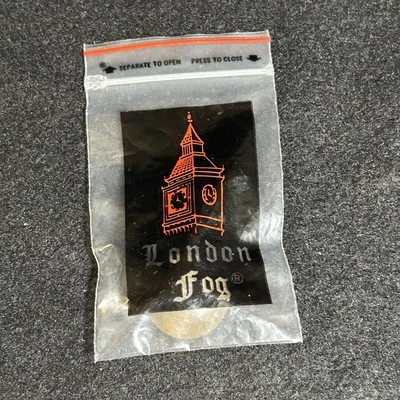 ® SEPARATE TO OPEN PRESS TO CLOSE
London
Fog®